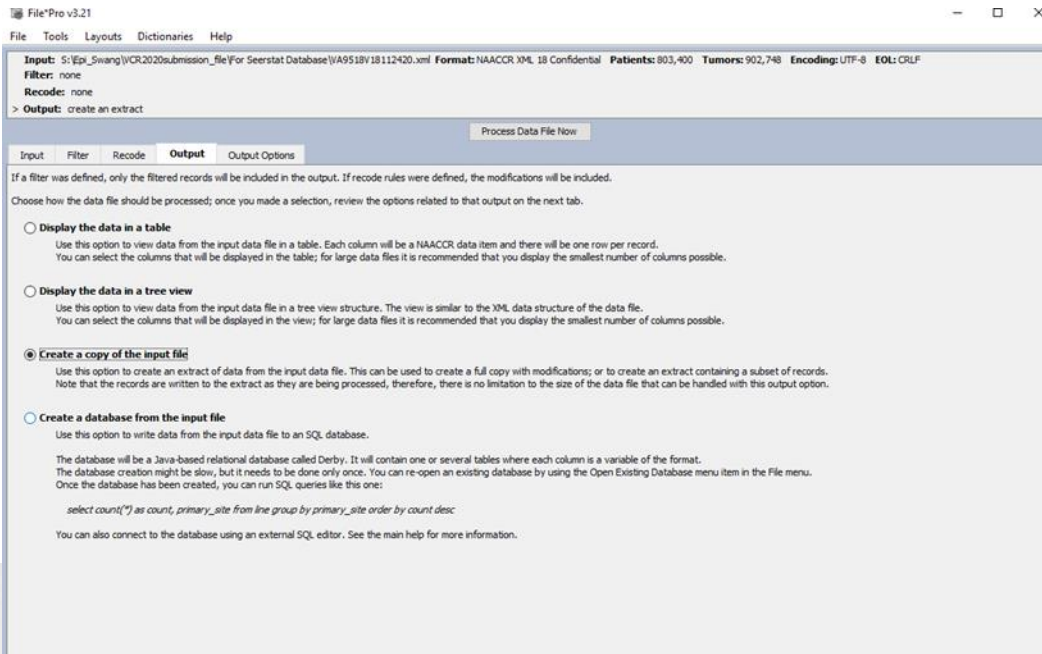 File*Pro v3.21
File Tools Layouts Dictionaries Help
Input: S:\Epi_Swang\VCR2020submission_file\For Seerstat Database\VA9518V18112420.xml Format: NAACCR XML 18 Confidential Patients: 803,400 Tumors: 902,748 Encoding: UTF-8 EOL: CRLF
Filter: none
Recode: none
> Output: create an extract
Process Data File Now
Input Filter Recode Output Output Options
If a filter was defined, only the filtered records will be included in the output. If recode rules were defined, the modifications will be included.
Choose how the data file should be processed; once you made a selection, review the options related to that output on the next tab.
Display the data in a table
Use this option to view data from the input data file in a table. Each column will be a NAACCR data item and there will be one row per record.
You can select the columns that will be displayed in the table; for large data files it is recommended that you display the smallest number of columns possible.
Display the data in a tree view
Use this option to view data from the input data file in a tree view structure. The view is similar to the XML data structure of the data file.
You can select the columns that will be displayed in the view; for large data files it is recommended that you display the smallest number of columns possible.
Create a copy of the input file
Use this option to create an extract of data from the input data file. This can be used to create a full copy with modifications; or to create an extract containing a subset of records.
Note that the records are written to the extract as they are being processed, therefore, there is no limitation to the size of the data file that can be handled with this output option.
Create a database from the input file
Use this option to write data from the input data file to an SQL database.
The database will be a Java-based relational database called Derby. It will contain one or several tables where each column is a variable of the format.
The database creation might be slow, but it needs to be done only once. You can re-open an existing database by using the Open Existing Database menu item in the File menu.
Once the database has been created, you can run SQL queries like this one:
select count(*) as count, primary_site from line group by primary_site order by count desc
You can also connect to the database using an external SQL editor. See the main help for more information.